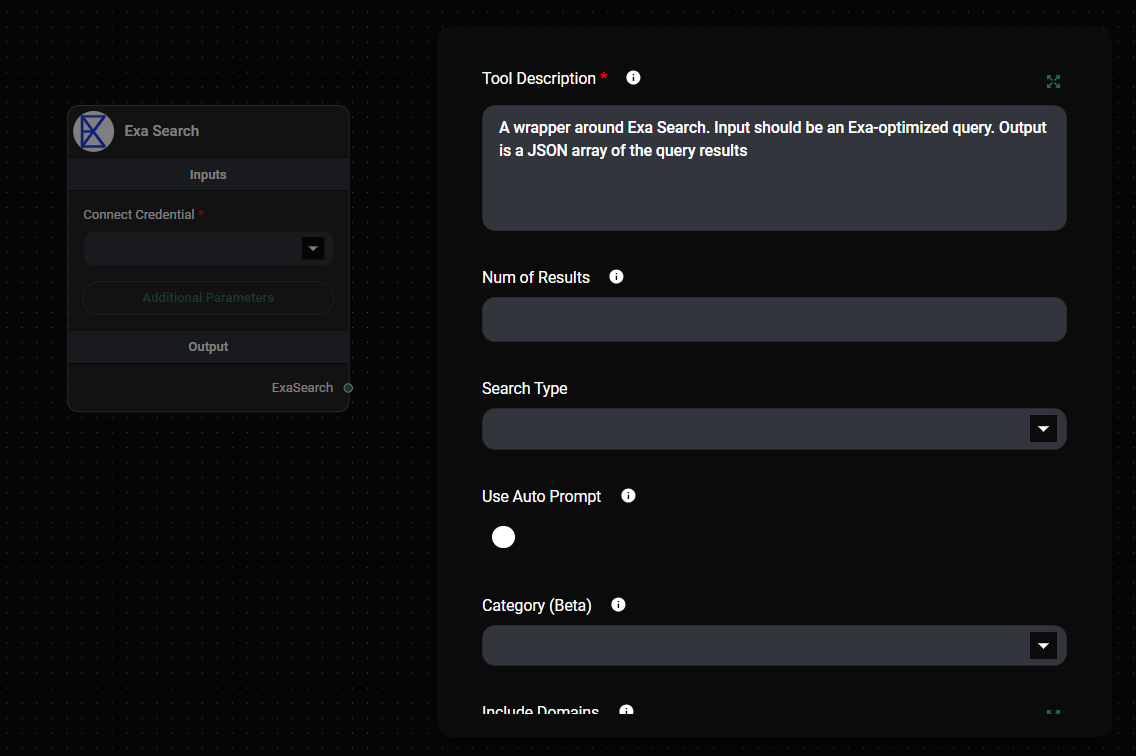 Exa Search
Inputs
Connect Credential *
Additional Parameters
Output
ExaSearch
Tool Description *
A wrapper around Exa Search. Input should be an Exa-optimized query. Output
is a JSON array of the query results
Num of Results
Search Type
Use Auto Prompt
Category (Beta)
Include Domains